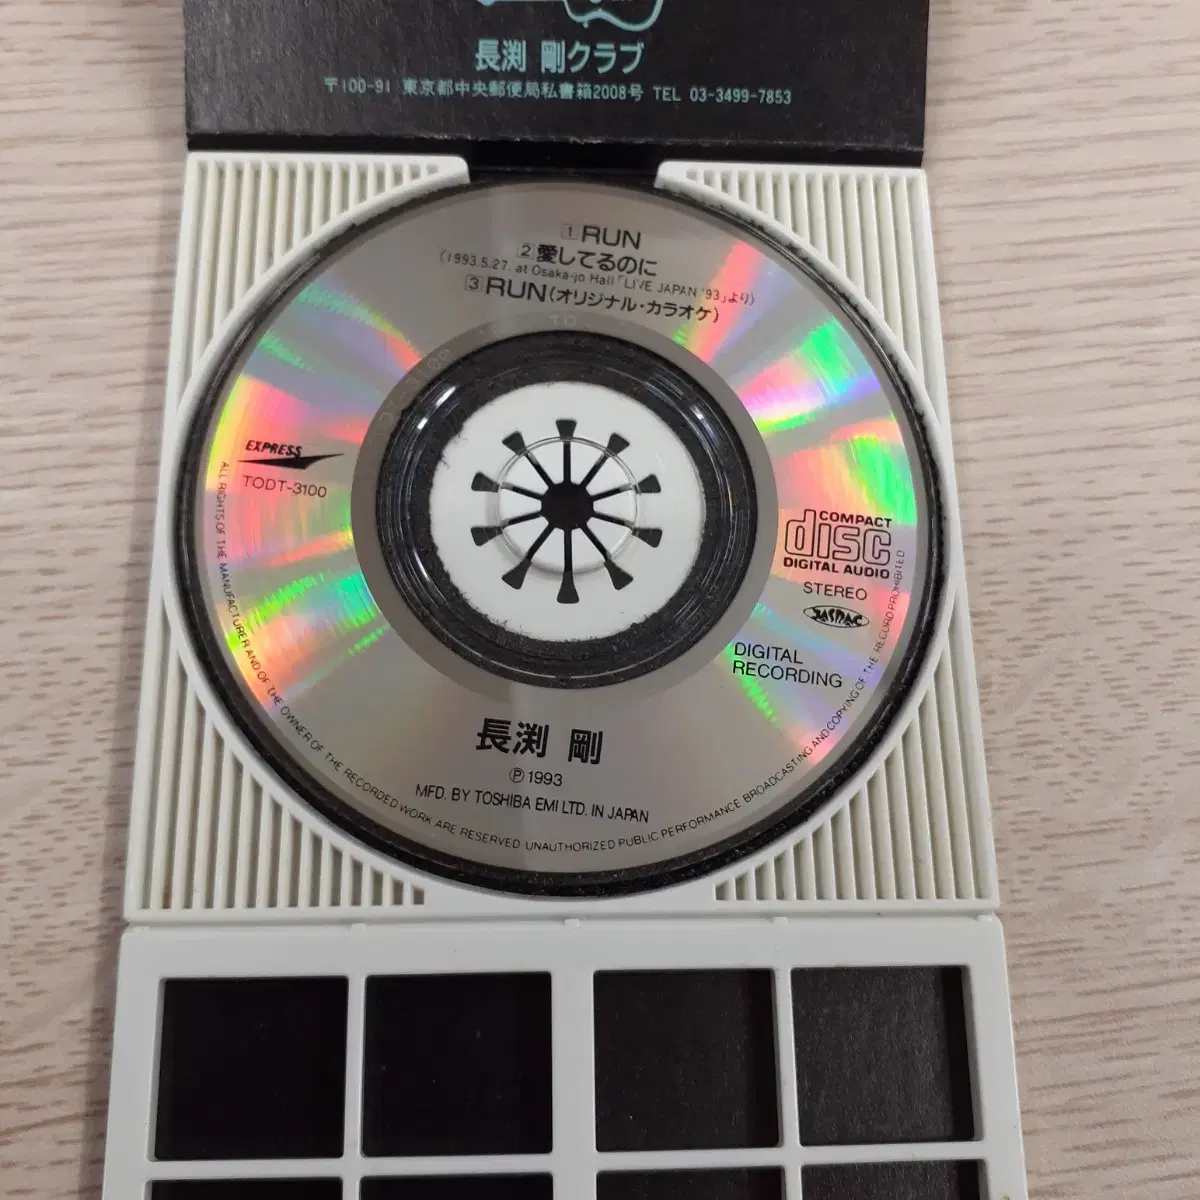 長渕 剛クラブ
〒100-91 東京都中央郵便局私書箱2008号 TEL 03-3499-7853
1 RUN
2 愛してるのに
(1993.5.27. at Osaka-jo Hall「LIVE JAPAN '93」より)
3 RUN(オリジナル・カラオケ)
EXPRESS
TODT-3100
COMPACT
disc
DIGITAL AUDIO
STEREO
JASRAC
DIGITAL
RECORDING
長渕 剛
Ⓟ1993
MFD. BY TOSHIBA EMI LTD. IN JAPAN
ALL RIGHTS OF THE MANUFACTURER AND OF THE OWNER OF THE RECORDED WORK ARE RESERVED. UNAUTHORIZED PUBLIC PERFORMANCE BROADCASTING AND COPYING OF THE RECORD PROHIBITED